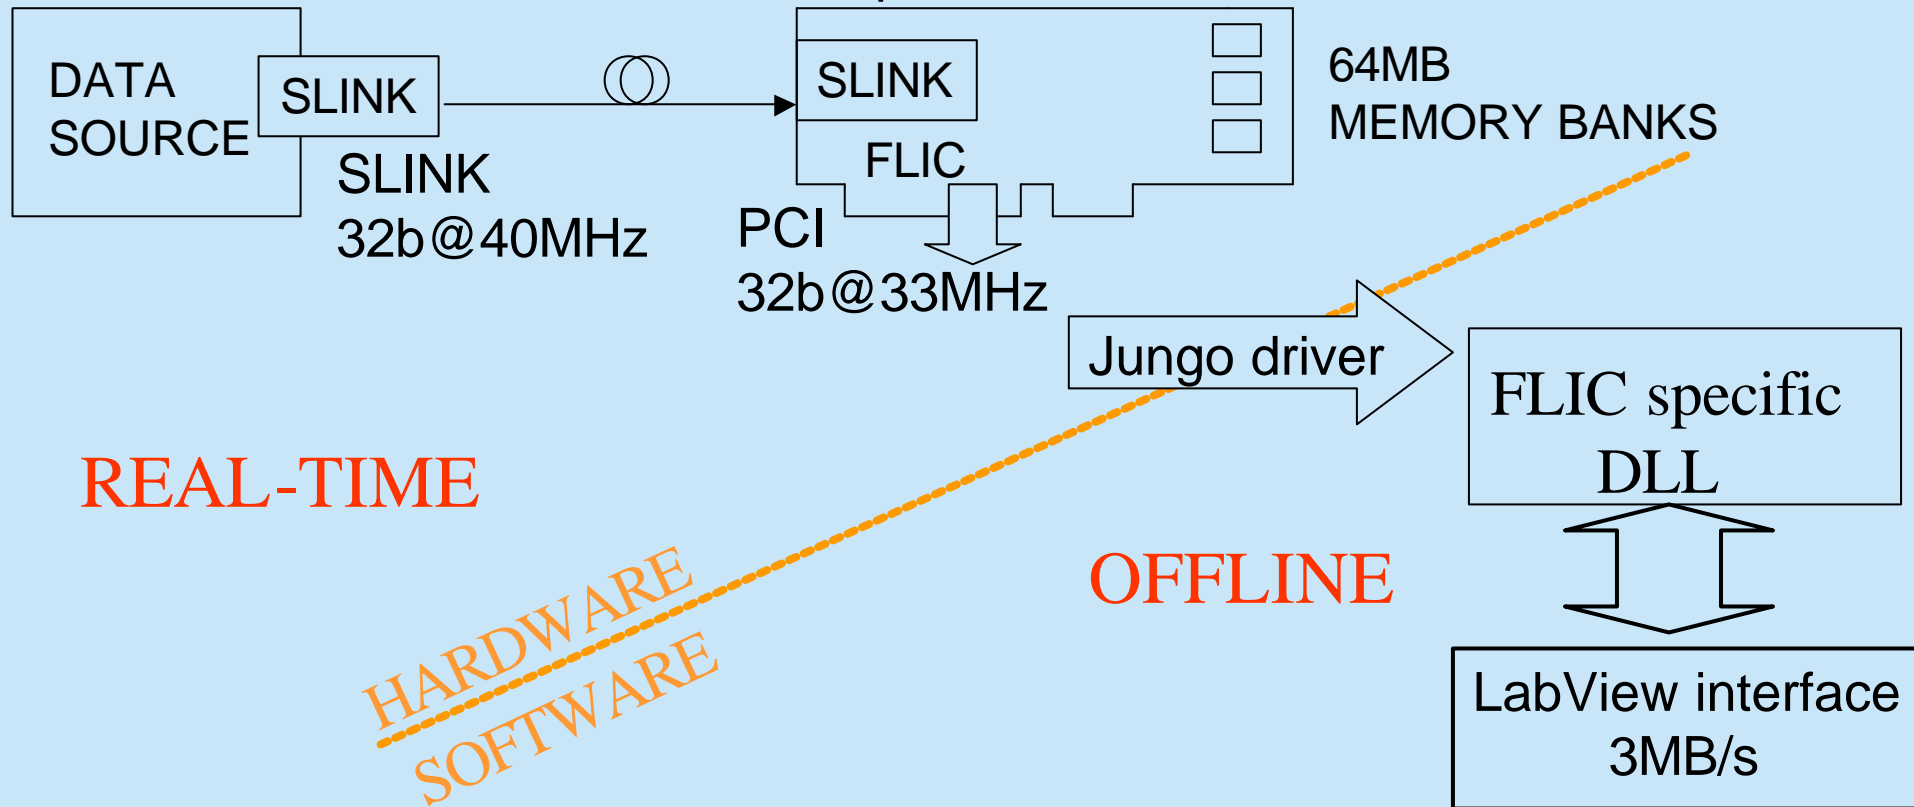 DATA
SOURCE
SLINK
SLINK
32b@40MHz
SLINK
FLIC
64MB
MEMORY BANKS
PCI
32b@33MHz
Jungo driver
FLIC specific
DLL
REAL-TIME
OFFLINE
HARDWARE
SOFTWARE
LabView interface
3MB/s